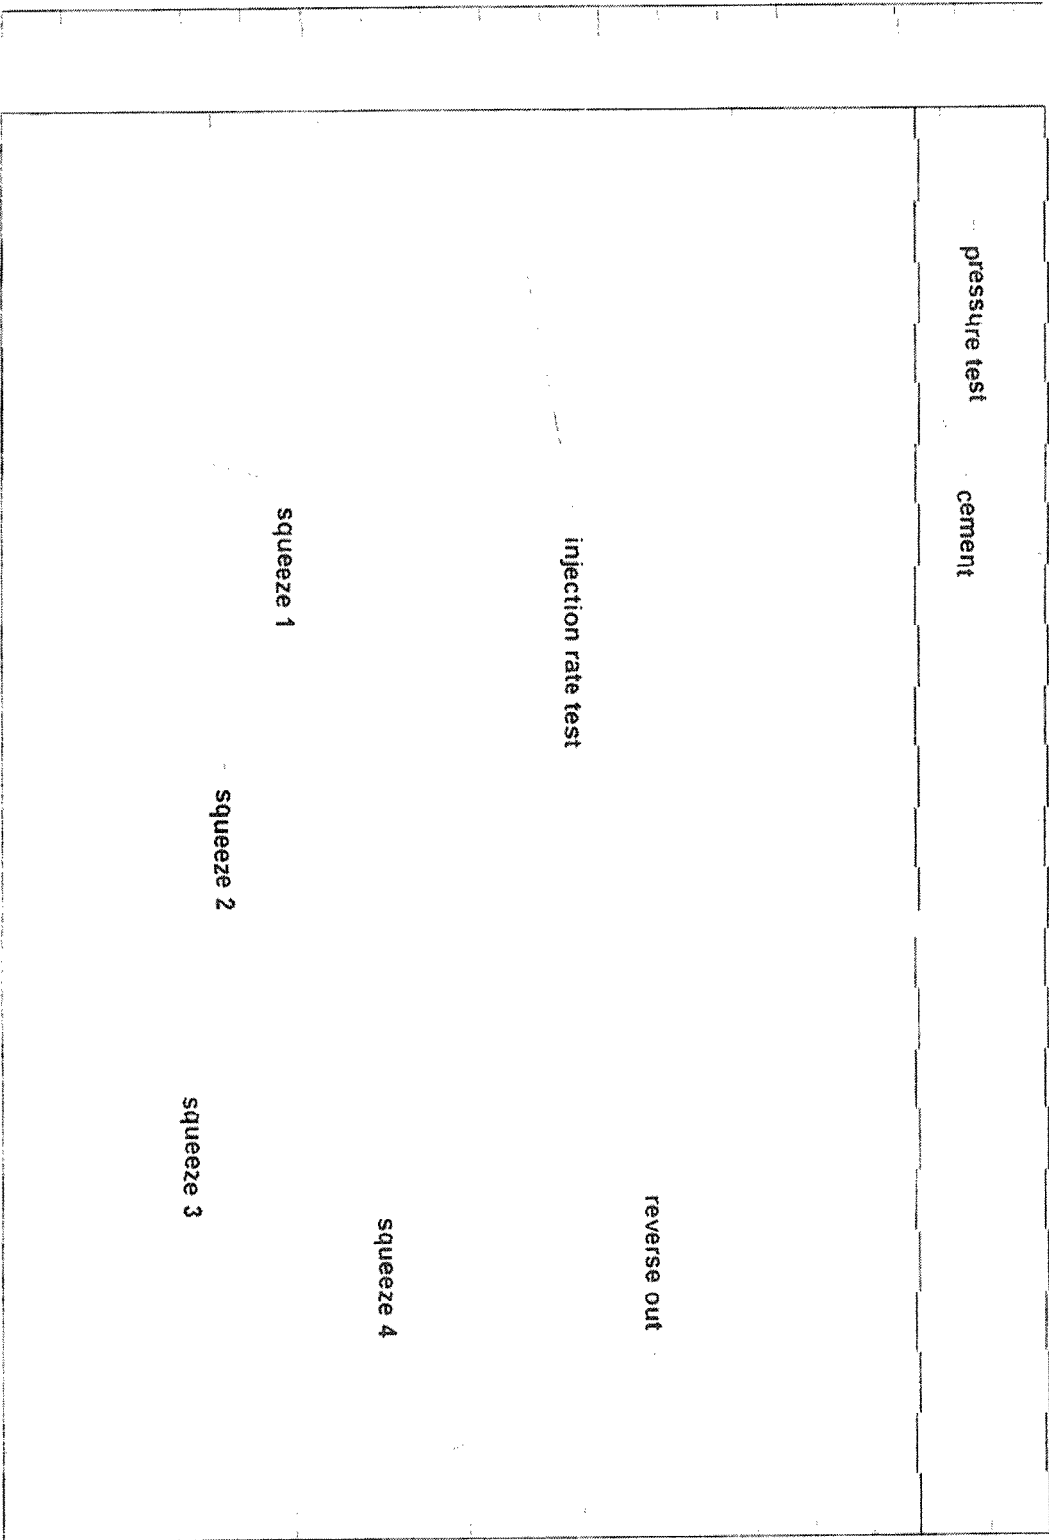 pressure test
cement
injection rate test
squeeze 1
squeeze 2
squeeze 3
squeeze 4
reverse out